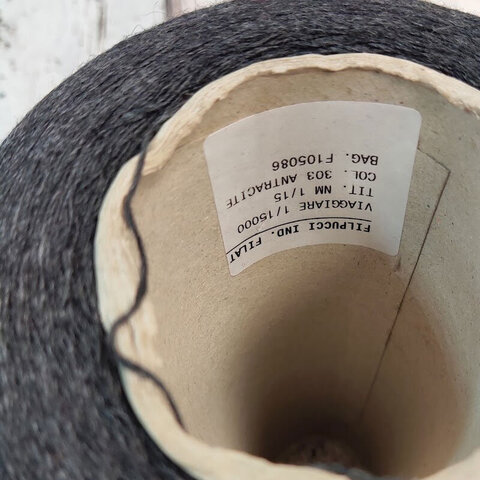 FILPUCCI IND. FILAT
VIAGGIARE 1/15000
TIT. NM 1/15
COL. 303 ANTRACITE
BAG. F105086